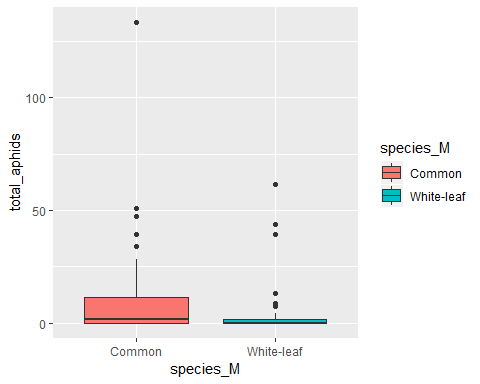 total_aphids
100
50
0
Common White-leaf
species_M
species_M
Common
White-leaf